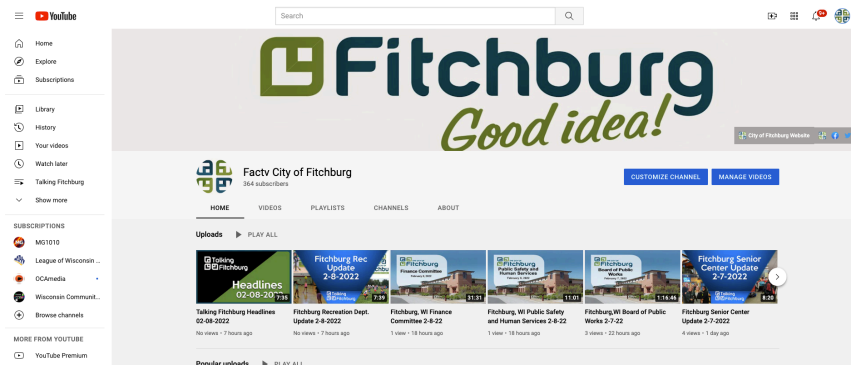 YouTube
Search
9+
Home
Explore
Subscriptions
Library
History
Your videos
Watch later
Talking Fitchburg
Show more
SUBSCRIPTIONS
MG1010
League of Wisconsin ...
OCAmedia
Wisconsin Communit...
Browse channels
MORE FROM YOUTUBE
YouTube Premium
Fitchburg
Good idea!
City of Fitchburg Website
Factv City of Fitchburg
364 subscribers
CUSTOMIZE CHANNEL
MANAGE VIDEOS
HOME VIDEOS PLAYLISTS CHANNELS ABOUT
Uploads PLAY ALL
Talking
Fitchburg
Headlines
02-08-20
7:35
Talking Fitchburg Headlines
02-08-2022
No views • 7 hours ago
Fitchburg Rec
Update
2-8-2022
Talking
Fitchburg
7:39
Fitchburg Recreation Dept.
Update 2-8-2022
No views • 7 hours ago
Fitchburg
Finance Committee
31:31
Fitchburg, WI Finance
Committee 2-8-22
1 view • 18 hours ago
Fitchburg
Public Safety and
Human Services
11:01
Fitchburg, WI Public Safety
and Human Services 2-8-22
1 view • 18 hours ago
Fitchburg
Board of Public
Works
1:16:46
Fitchburg,WI Board of Public
Works 2-7-22
3 views • 22 hours ago
Fitchburg Senior
Center Update
2-7-2022
Talking
Fitchburg
8:20
Fitchburg Senior Center
Update 2-7-2022
4 views • 1 day ago
Popular uploads PLAY ALL